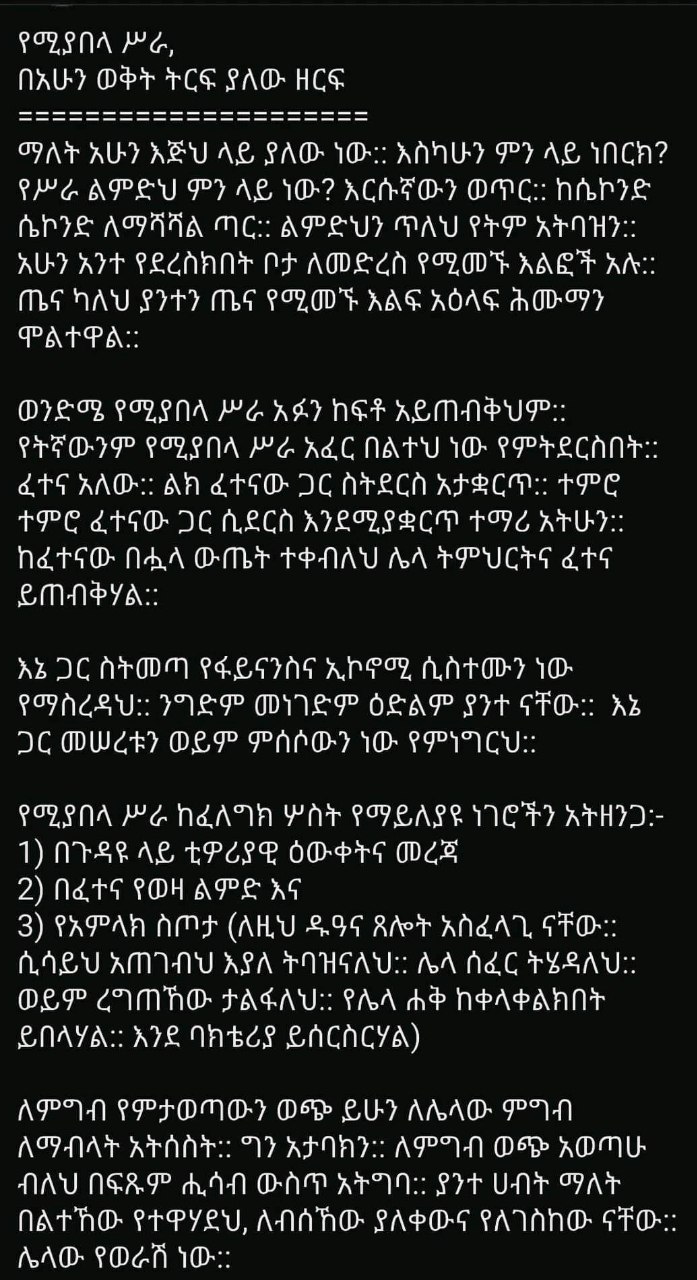 የሚያበላ ሥራ,
በአሁን ወቅት ትርፍ ያለው ዘርፍ
=====================
ማለት አሁን እጅህ ላይ ያለው ነው:: እስካሁን ምን ላይ ነበርክ?
የሥራ ልምድህ ምን ላይ ነው? እርሱኛውን ወጥር:: ከሴኮንድ
ሴኮንድ ለማሻሻል ጣር:: ልምድህን ጥለህ የትም አትባዝን::
አሁን አንተ የደረስክበት ቦታ ለመድረስ የሚመኙ እልፎች አሉ::
ጤና ካለህ ያንተን ጤና የሚመኙ እልፍ አዕላፍ ሕሙማን
ሞልተዋል::

ወንድሜ የሚያበላ ሥራ አፉን ከፍቶ አይጠብቅህም::
የትኛውንም የሚያበላ ሥራ አፈር በልተህ ነው የምትደርስበት::
ፈተና አለው:: ልክ ፈተናው ጋር ስትደርስ አታቋርጥ:: ተምሮ
ተምሮ ፈተናው ጋር ሲደርስ እንደሚያቋርጥ ተማሪ አትሁን::
ከፈተናው በሗላ ውጤት ተቀብለህ ሌላ ትምህርትና ፈተና
ይጠብቅሃል::

እኔ ጋር ስትመጣ የፋይናንስና ኢኮኖሚ ሲስተሙን ነው
የማስረዳህ:: ንግድም መነገድም ዕድልም ያንተ ናቸው:: እኔ
ጋር መሠረቱን ወይም ምሰሶውን ነው የምነግርህ::

የሚያበላ ሥራ ከፈለግክ ሦስት የማይለያዩ ነገሮችን አትዘንጋ:-
1) በጉዳዩ ላይ ቲዎሪያዊ ዕውቀትና መረጃ
2) በፈተና የወዛ ልምድ እና
3) የአምላክ ስጦታ (ለዚህ ዱዓና ጸሎት አስፈላጊ ናቸው::
ሲሳይህ አጠገብህ እያለ ትባዝናለህ:: ሌላ ሰፈር ትሄዳለህ::
ወይም ረግጠኸው ታልፋለህ:: የሌላ ሐቅ ከቀላቀልክበት
ይበላሃል:: እንደ ባክቴሪያ ይሰርስርሃል)

ለምግብ የምታወጣውን ወጭ ይሁን ለሌላው ምግብ
ለማብላት አትሰስት:: ግን አታባክን:: ለምግብ ወጭ አወጣሁ
ብለህ በፍጹም ሒሳብ ውስጥ አትግባ:: ያንተ ሀብት ማለት
በልተኸው የተዋሃደህ, ለብሰኸው ያለቀውና የለገስከው ናቸው::
ሌላው የወራሽ ነው::